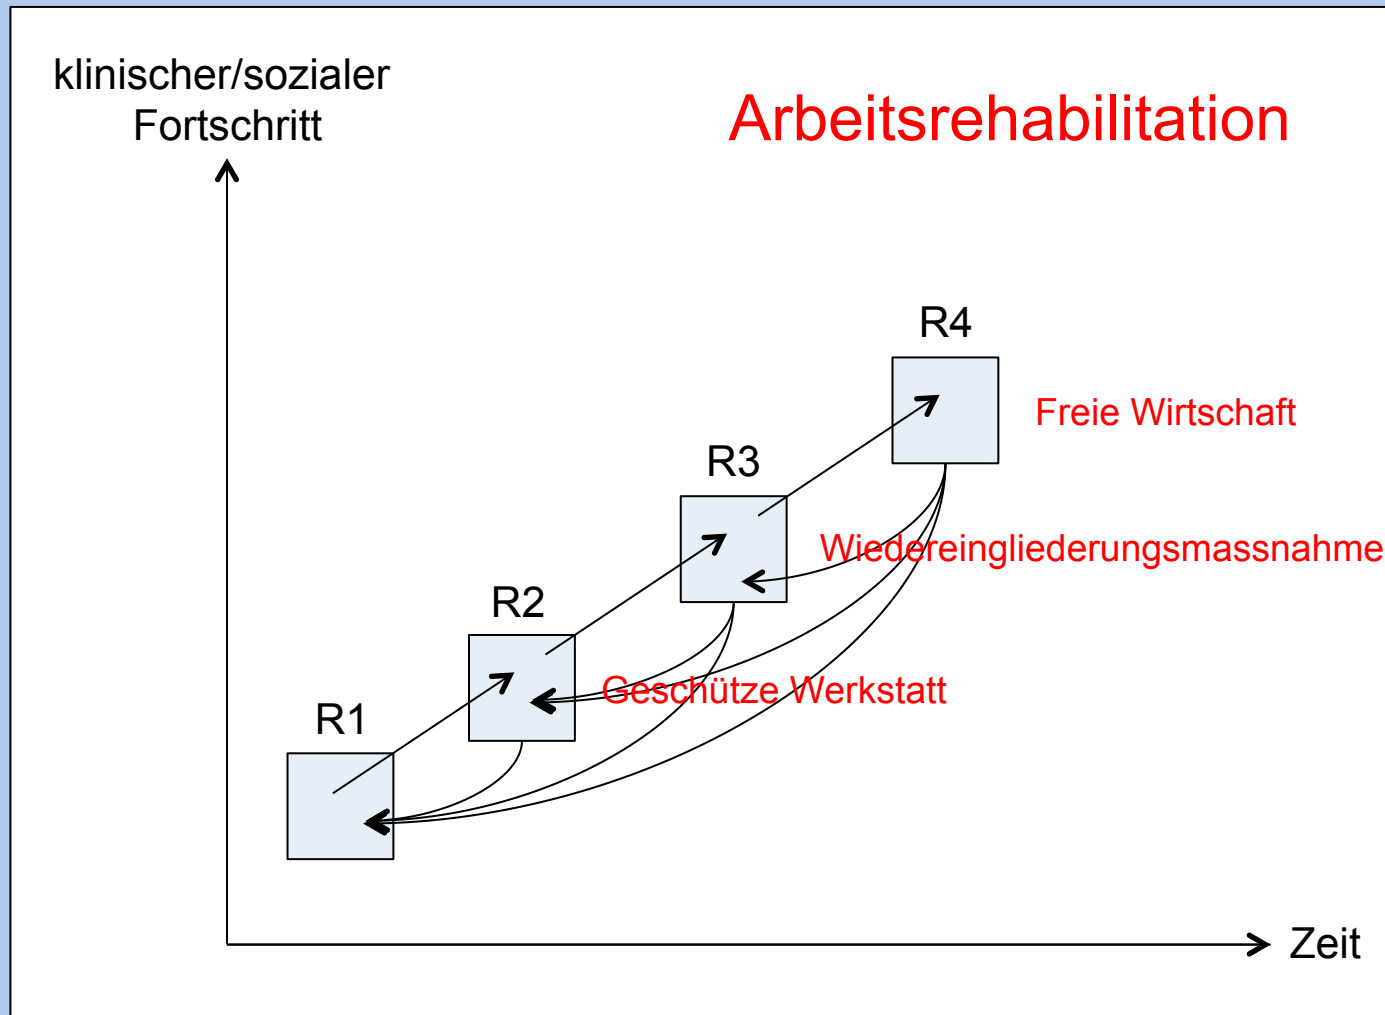 klinischer/sozialer
Fortschritt
Arbeitsrehabilitation
R4
Freie Wirtschaft
R3
Wiedereingliederungsmassnahme
R2
Geschütze Werkstatt
R1
Zeit